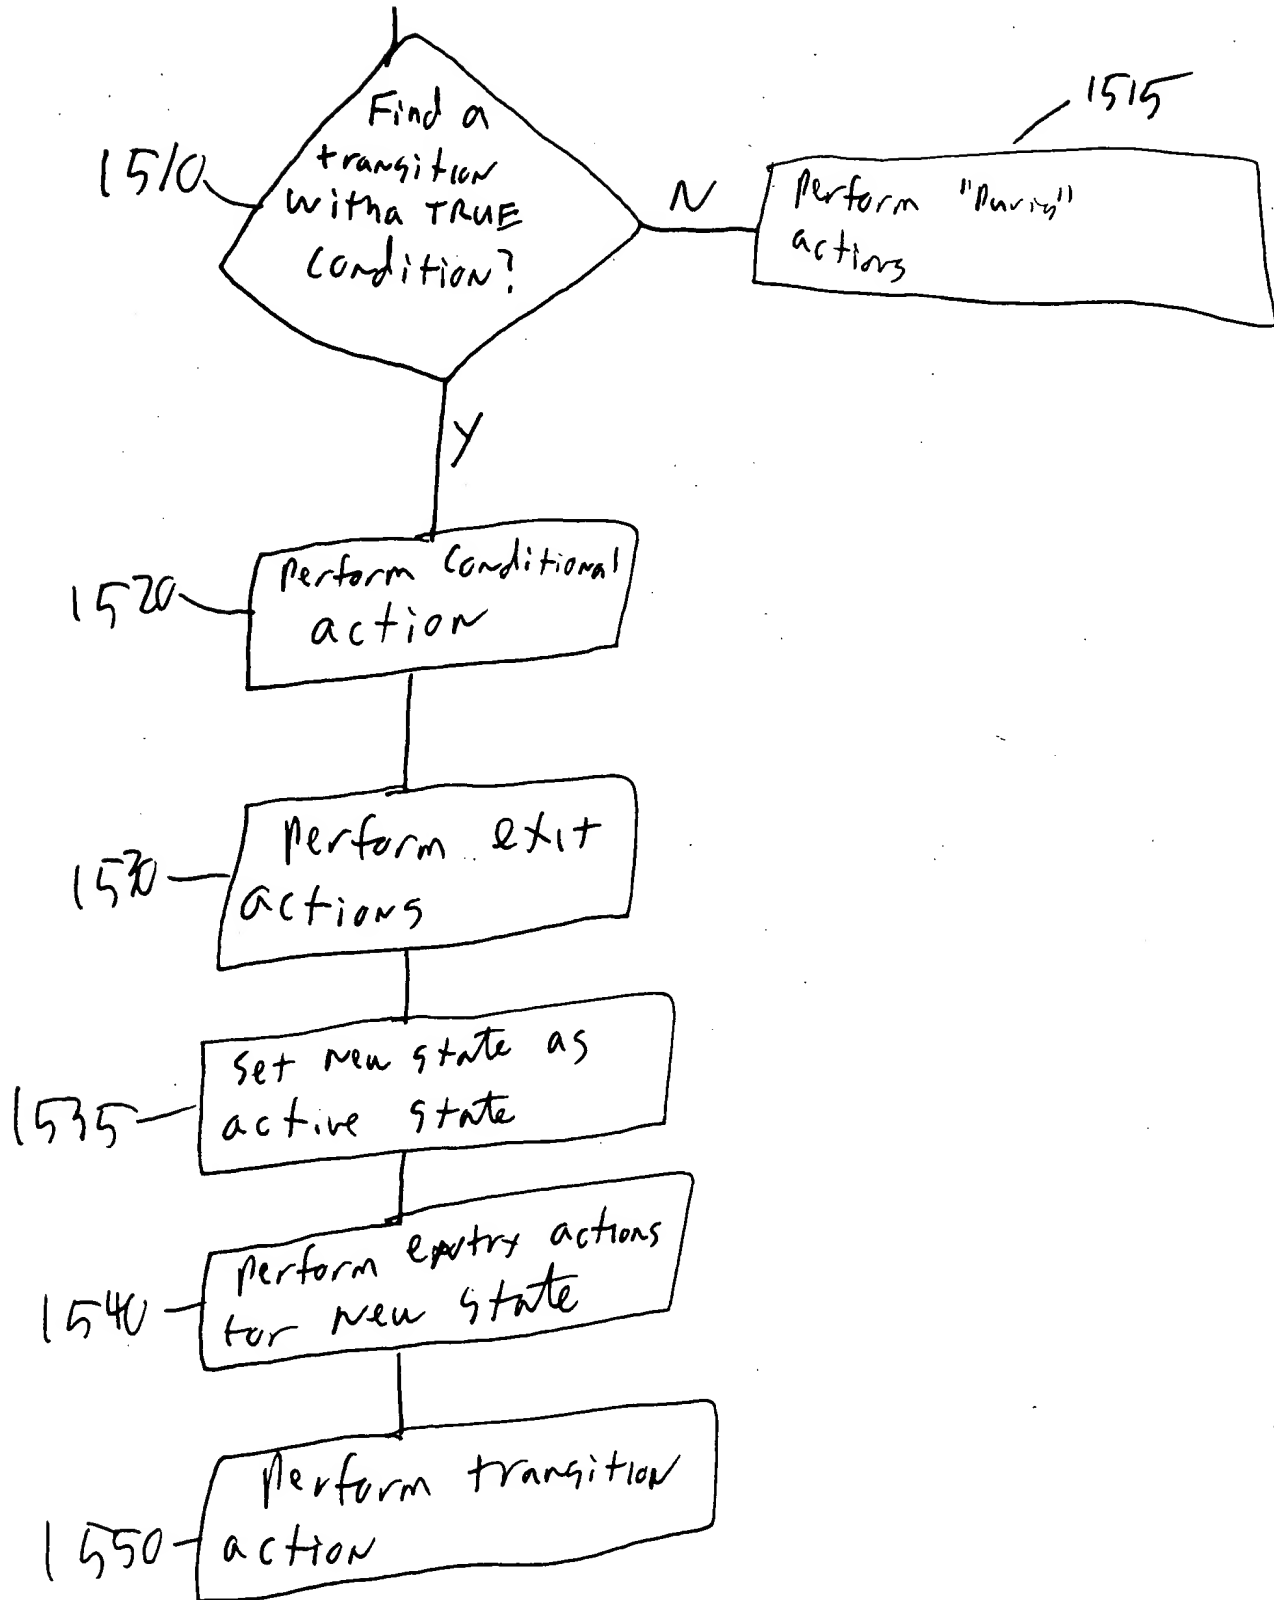 Find a
transition
with a TRUE
condition?
1510
N
1515
Perform "During"
actions
Y
1520
Perform conditional
action
1530
Perform exit
actions
1535
Set new state as
active state
1540
Perform entry actions
for new state
1550
Perform transition
action